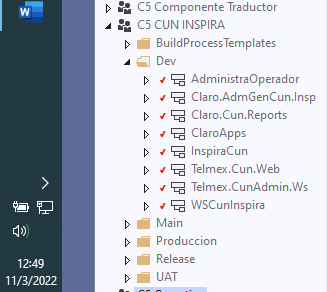 C5 Componente Traductor
C5 CUN INSPIRA
BuildProcessTemplates
Dev
AdministraOperador
Claro.AdmGenCun.Insp
Claro.Cun.Reports
ClaroApps
InspiraCun
Telmex.Cun.Web
Telmex.CunAdmin.Ws
WSCunInspira
Main
Produccion
Release
UAT
W
12:49
11/3/2022